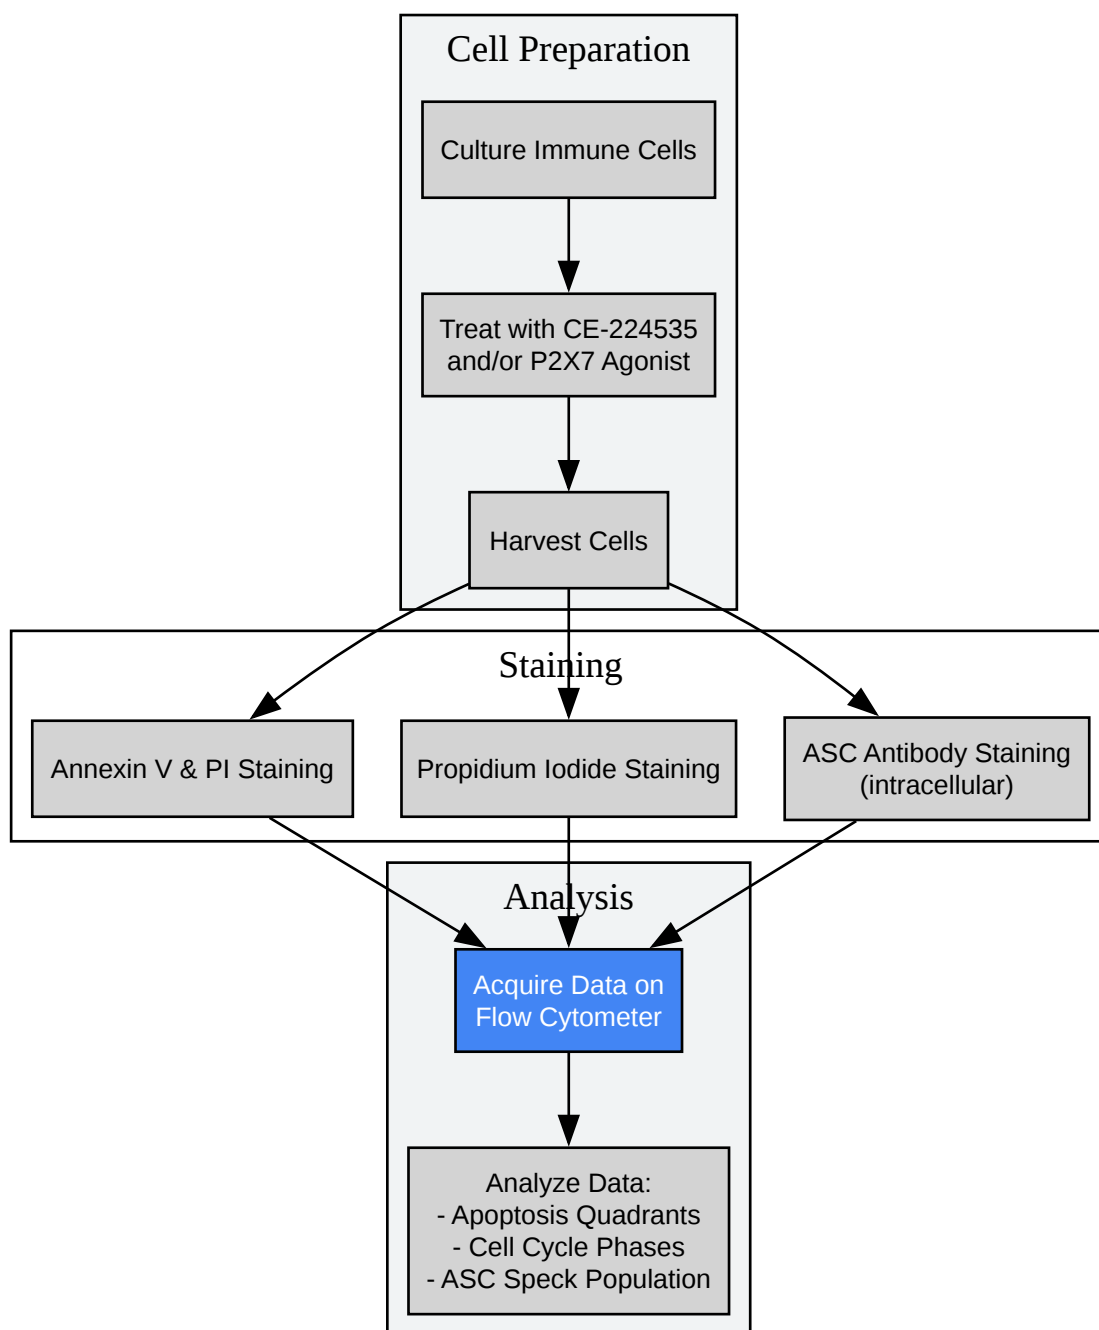 Cell Preparation
Culture Immune Cells
Treat with CE-224535
and/or P2X7 Agonist
Harvest Cells
Staining
Annexin V & PI Staining
Propidium Iodide Staining
ASC Antibody Staining
(intracellular)
Analysis
Acquire Data on
Flow Cytometer
Analyze Data:
- Apoptosis Quadrants
- Cell Cycle Phases
- ASC Speck Population